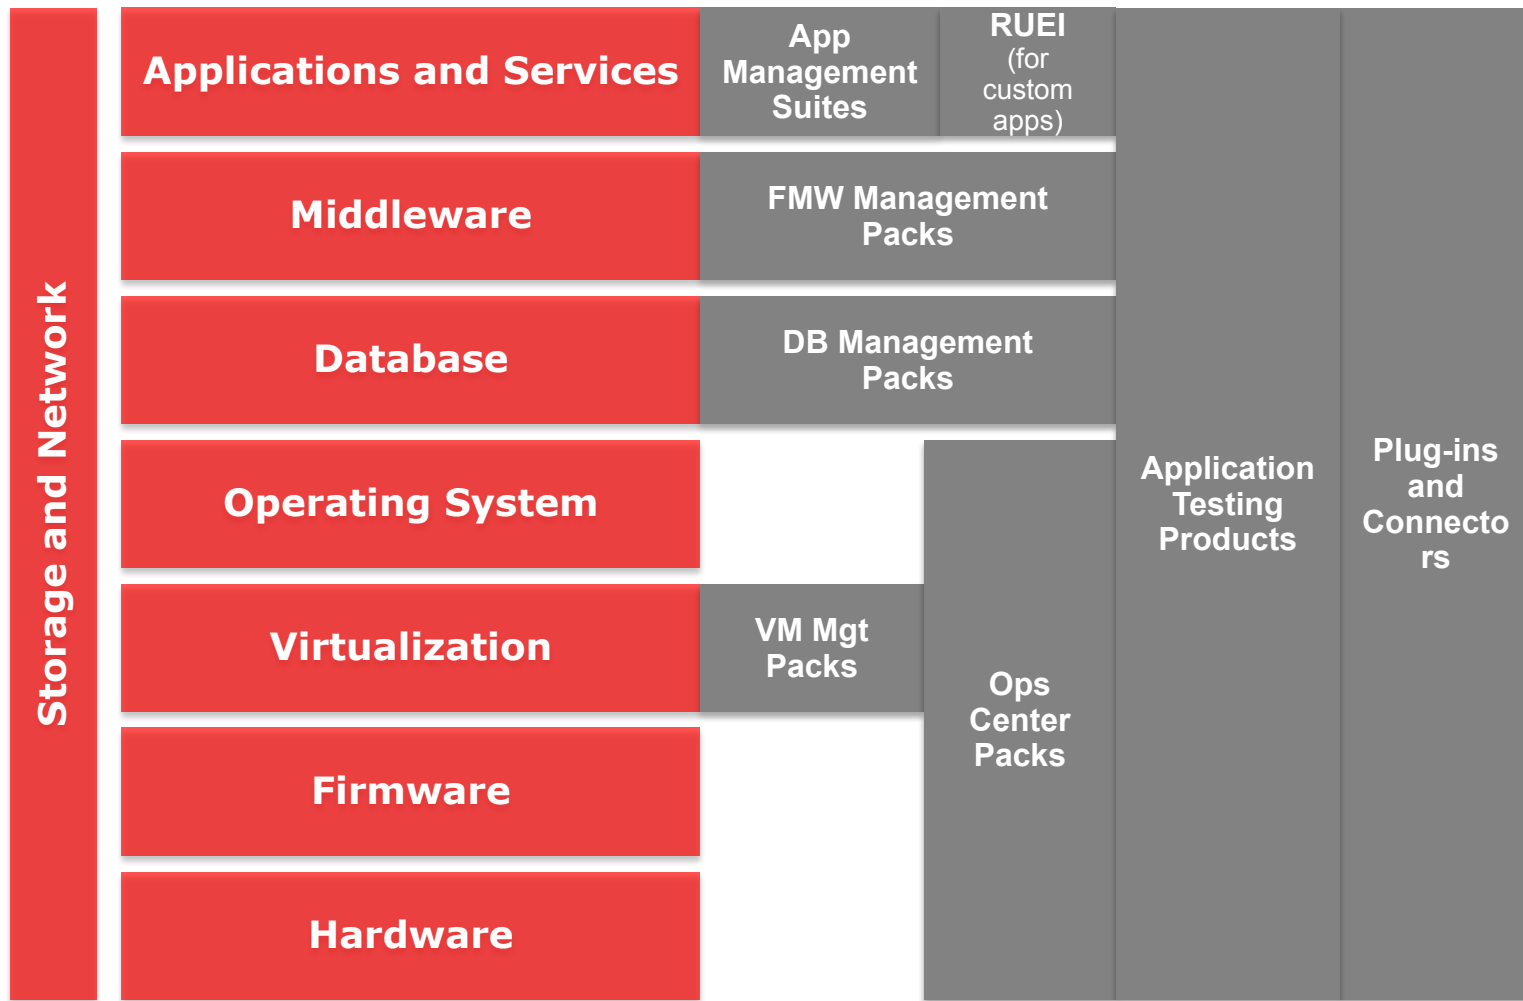 Storage and Network
Applications and Services
App
Management
Suites
RUEI
(for
custom
apps)
Middleware
FMW Management
Packs
Database
DB Management
Packs
Operating System
Virtualization
VM Mgt
Packs
Firmware
Hardware
Ops
Center
Packs
Application
Testing
Products
Plug-ins
and
Connecto
rs